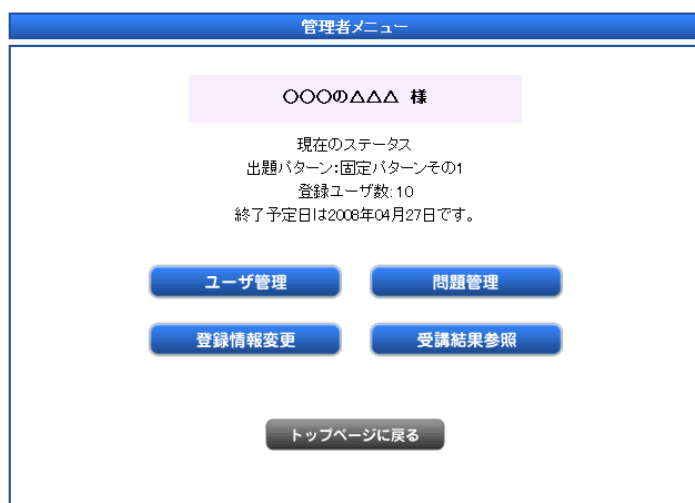 管理者メニュー
〇〇〇の△△△ 様
現在のステータス
出題パターン:固定パターンその1
登録ユーザ数:10
終了予定日は2008年04月27日です。
ユーザ管理 問題管理
登録情報変更 受講結果参照
トップページに戻る